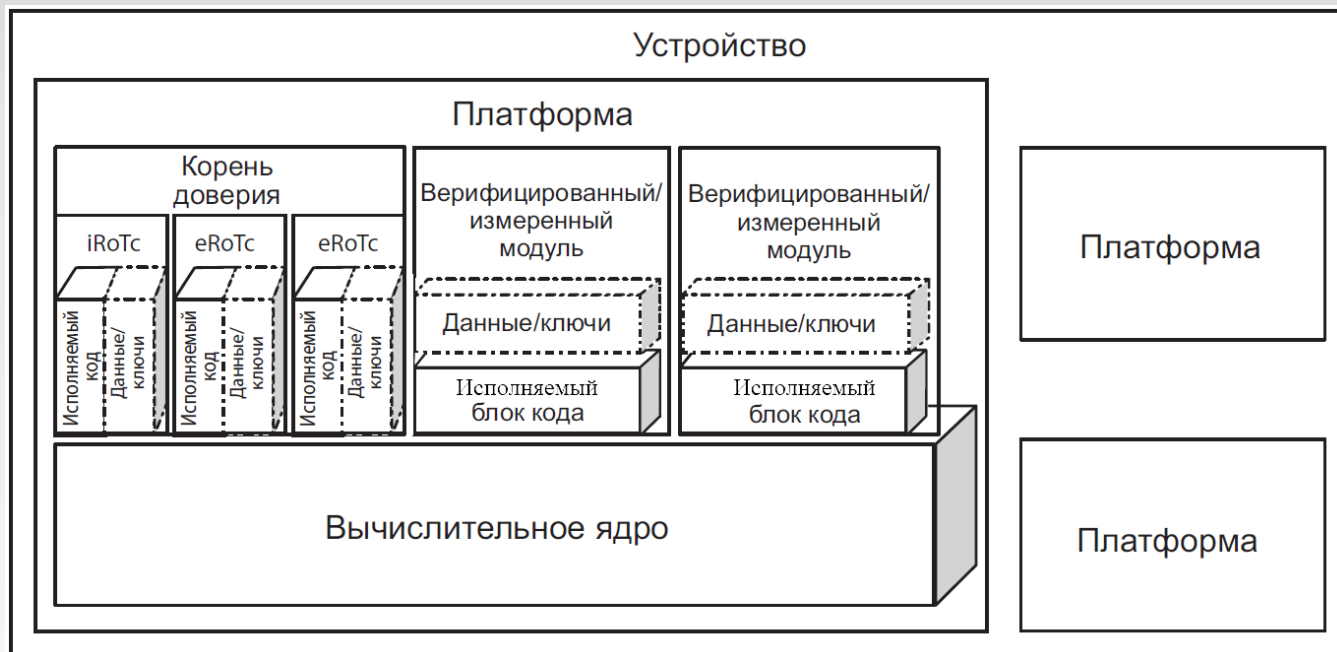 Устройство
Платформа
Корень
доверия
iRoTc
eRoTc
eRoTc
Исполняемый
код
Данные/
ключи
Исполняемый
код
Данные/
ключи
Исполняемый
код
Данные/
ключи
Верифицированный/
измеренный
модуль
Данные/ключи
Исполняемый
блок кода
Верифицированный/
измеренный
модуль
Данные/ключи
Исполняемый
блок кода
Вычислительное ядро
Платформа
Платформа